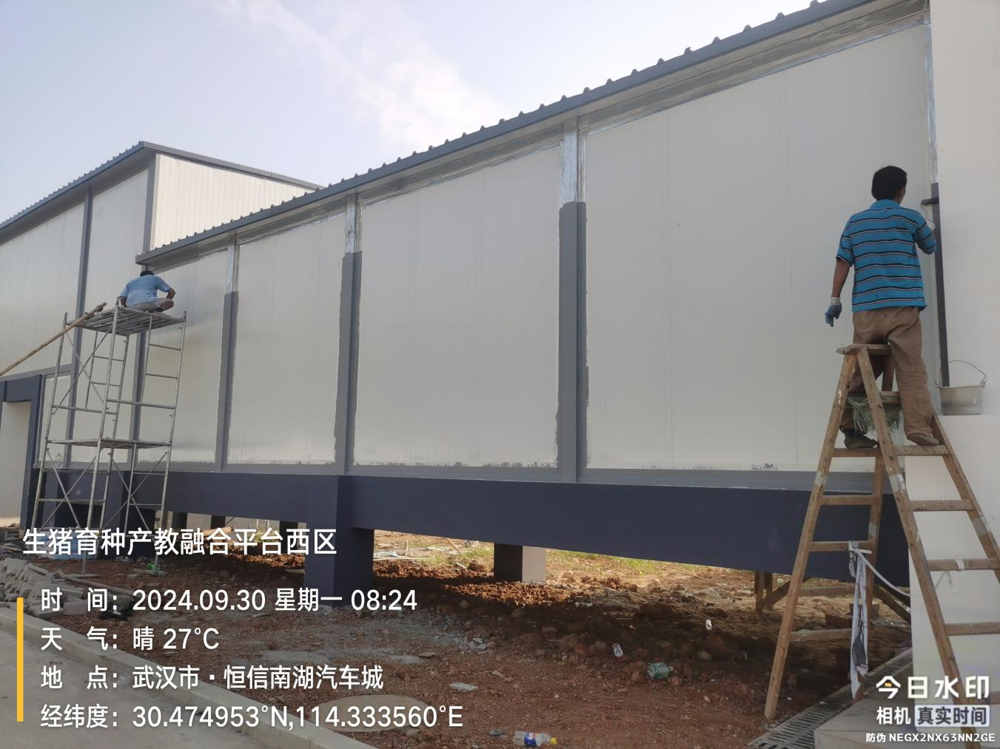 生猪育种产教融合平台西区
时 间：2024.09.30 星期一 08:24
天 气：晴 27°C
地 点：武汉市·恒信南湖汽车城
经纬度：30.474953°N,114.333560°E
今日水印
相机 真实时间
防伪 NEGX2NX63NN2GE